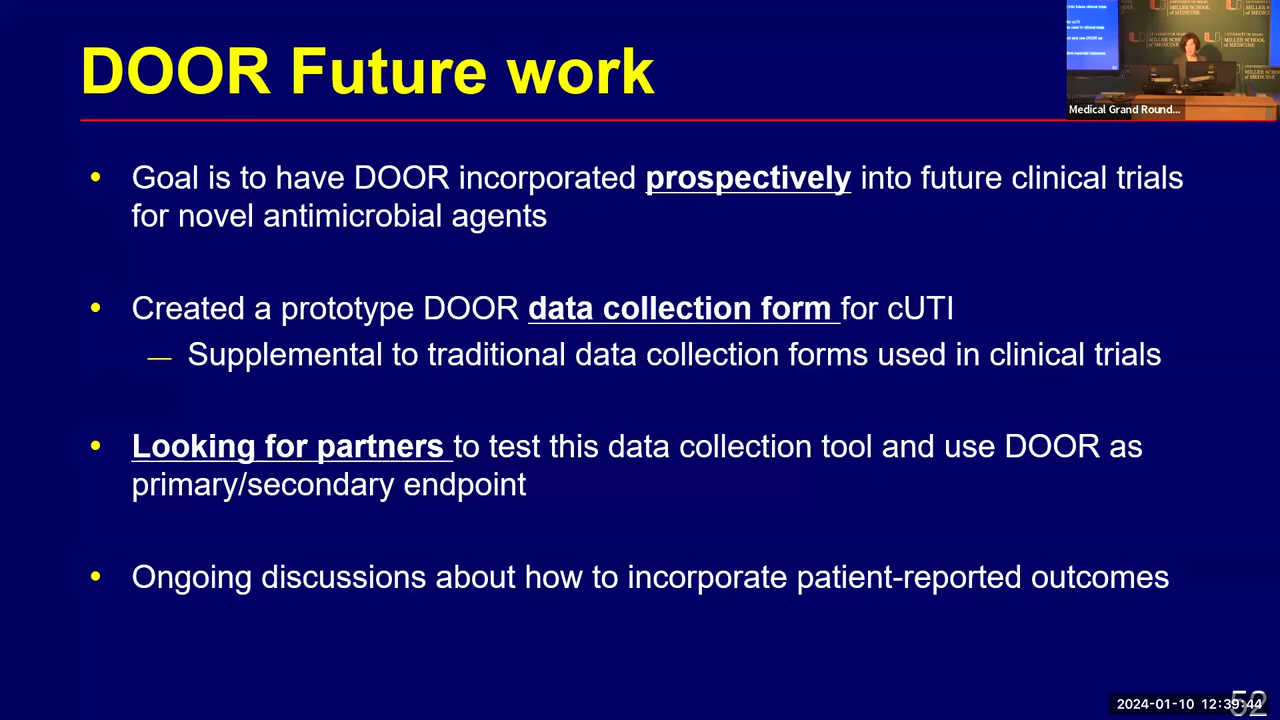 DOOR Future work
Goal is to have DOOR incorporated prospectively into future clinical trials
for novel antimicrobial agents
Created a prototype DOOR data collection form for cUTI
Supplemental to traditional data collection forms used in clinical trials
Looking for partners to test this data collection tool and use DOOR as
primary/secondary endpoint
Ongoing discussions about how to incorporate patient-reported outcomes
Medical Grand Round...
52
2024-01-10 12:39:44